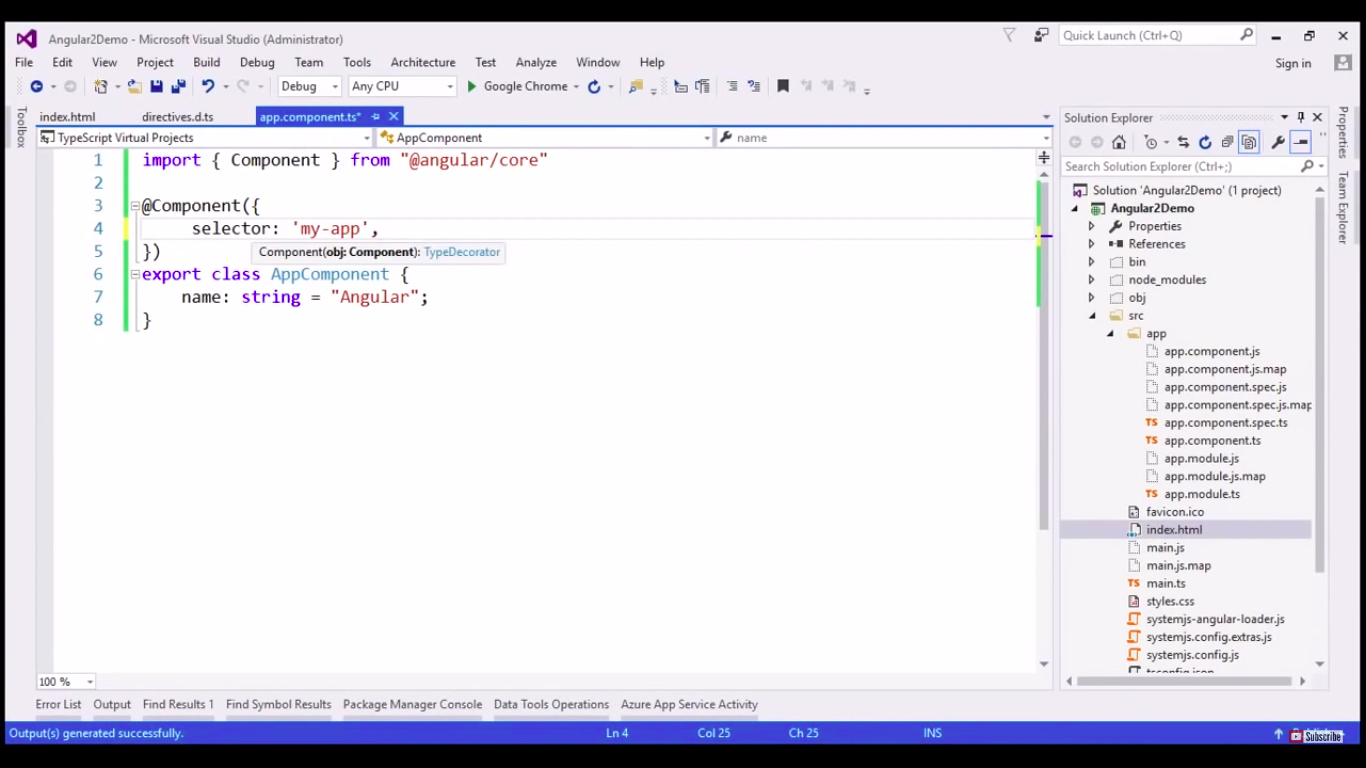 Angular2Demo - Microsoft Visual Studio (Administrator)
Quick Launch (Ctrl+Q)
File Edit View Project Build Debug Team Tools Architecture Test Analyze Window Help
Sign in
Debug Any CPU Google Chrome
Toolbox
index.html directives.d.ts app.component.ts*
TypeScript Virtual Projects AppComponent name
1 import { Component } from "@angular/core"
2
3 @Component({
4 selector: 'my-app',
5 })
Component(obj: Component): TypeDecorator
6 export class AppComponent {
7 name: string = "Angular";
8 }
100 %
Solution Explorer
Search Solution Explorer (Ctrl+;)
Solution 'Angular2Demo' (1 project)
Angular2Demo
Properties
References
bin
node_modules
obj
src
app
app.component.js
app.component.js.map
app.component.spec.js
app.component.spec.js.map
app.component.spec.ts
app.component.ts
app.module.js
app.module.js.map
app.module.ts
favicon.ico
index.html
main.js
main.js.map
main.ts
styles.css
systemjs-angular-loader.js
systemjs.config.extras.js
systemjs.config.js
tsconfig.json
Properties
Team Explorer
Error List Output Find Results 1 Find Symbol Results Package Manager Console Data Tools Operations Azure App Service Activity
Output(s) generated successfully. Ln 4 Col 25 Ch 25 INS
Subscribe